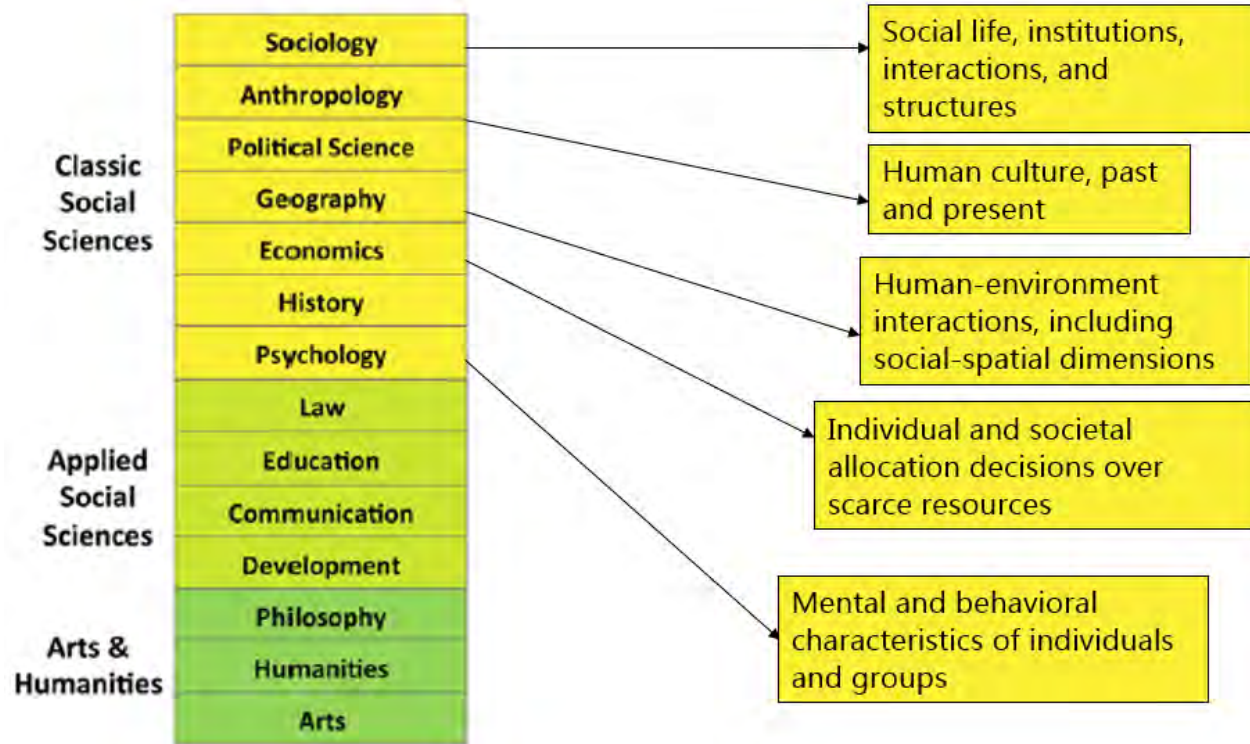 Classic
Social
Sciences
Applied
Social
Sciences
Arts &
Humanities
Sociology
Anthropology
Political Science
Geography
Economics
History
Psychology
Law
Education
Communication
Development
Philosophy
Humanities
Arts
Social life, institutions,
interactions, and
structures
Human culture, past
and present
Human-environment
interactions, including
social-spatial dimensions
Individual and societal
allocation decisions over
scarce resources
Mental and behavioral
characteristics of individuals
and groups